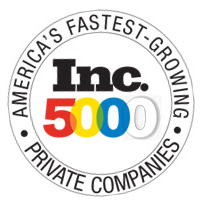 AMERICA'S FASTEST-GROWING
Inc.
5000
• PRIVATE COMPANIES •